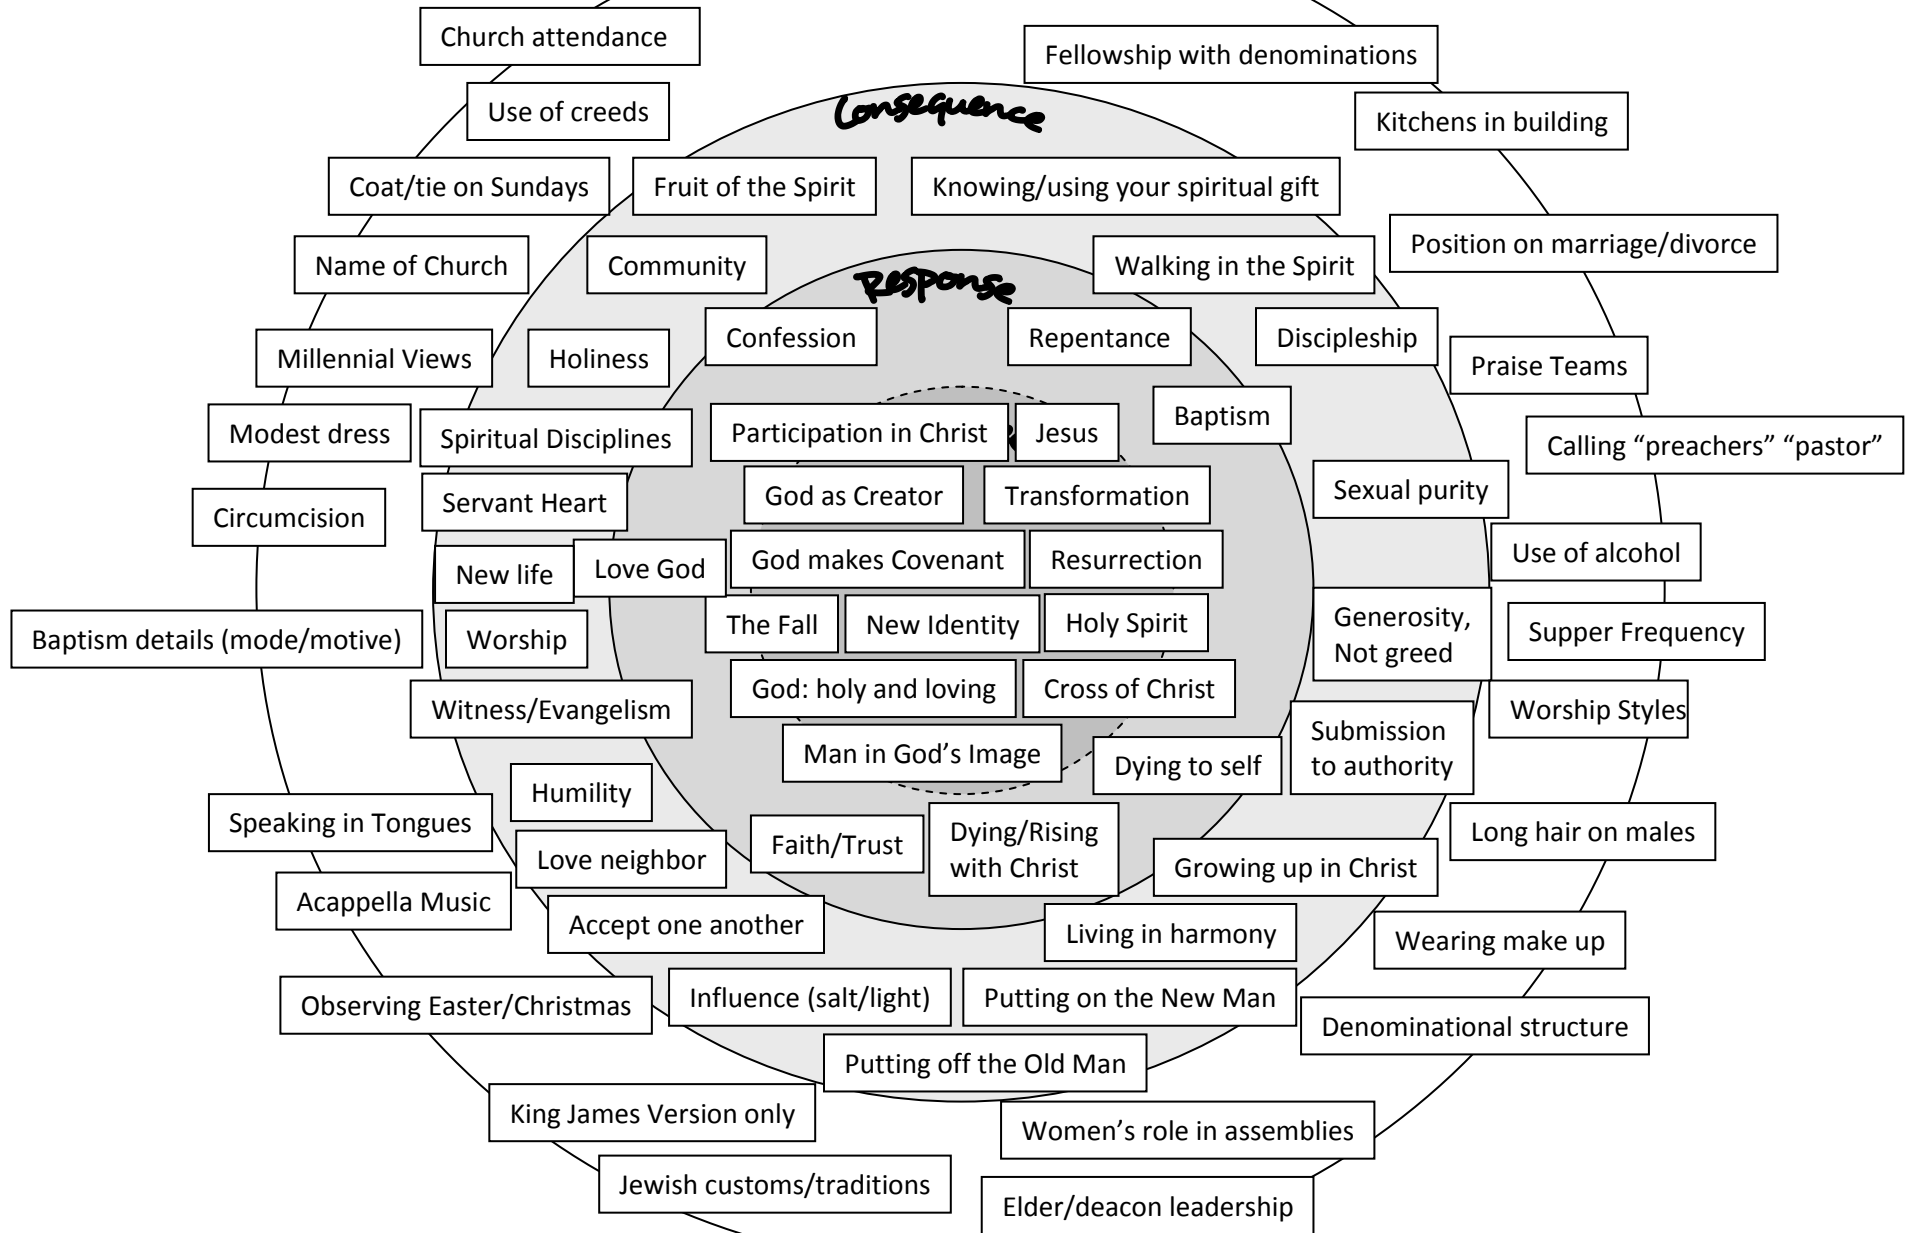 Church attendance
Fellowship with denominations
Use of creeds
Consequence
Kitchens in building
Coat/tie on Sundays
Fruit of the Spirit
Knowing/using your spiritual gift
Position on marriage/divorce
Name of Church
Community
Walking in the Spirit
Response
Confession
Repentance
Discipleship
Millennial Views
Holiness
Praise Teams
Baptism
Modest dress
Spiritual Disciplines
Participation in Christ
Jesus
Calling “preachers” “pastor”
Servant Heart
God as Creator
Transformation
Sexual purity
Circumcision
New life
Love God
God makes Covenant
Resurrection
Use of alcohol
The Fall
New Identity
Holy Spirit
Generosity,
Not greed
Supper Frequency
Baptism details (mode/motive)
Worship
God: holy and loving
Cross of Christ
Worship Styles
Witness/Evangelism
Man in God’s Image
Dying to self
Submission
to authority
Humility
Speaking in Tongues
Love neighbor
Faith/Trust
Dying/Rising
with Christ
Growing up in Christ
Long hair on males
Acappella Music
Accept one another
Living in harmony
Wearing make up
Observing Easter/Christmas
Influence (salt/light)
Putting on the New Man
Denominational structure
Putting off the Old Man
King James Version only
Women’s role in assemblies
Jewish customs/traditions
Elder/deacon leadership